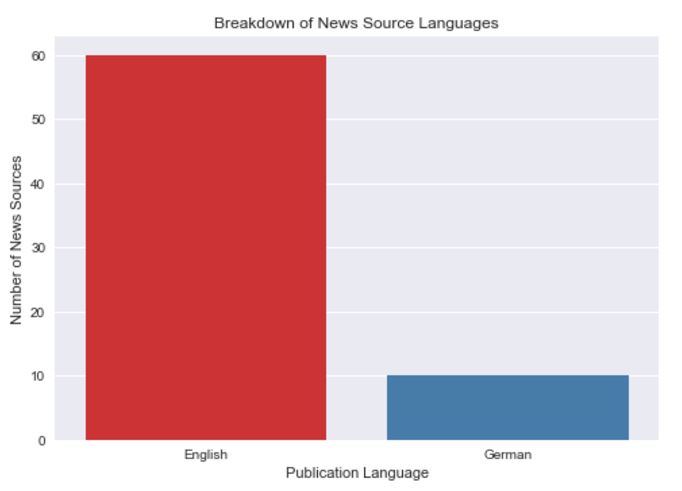 Breakdown of News Source Languages
60
50
40
30
20
10
0
Number of News Sources
English German
Publication Language